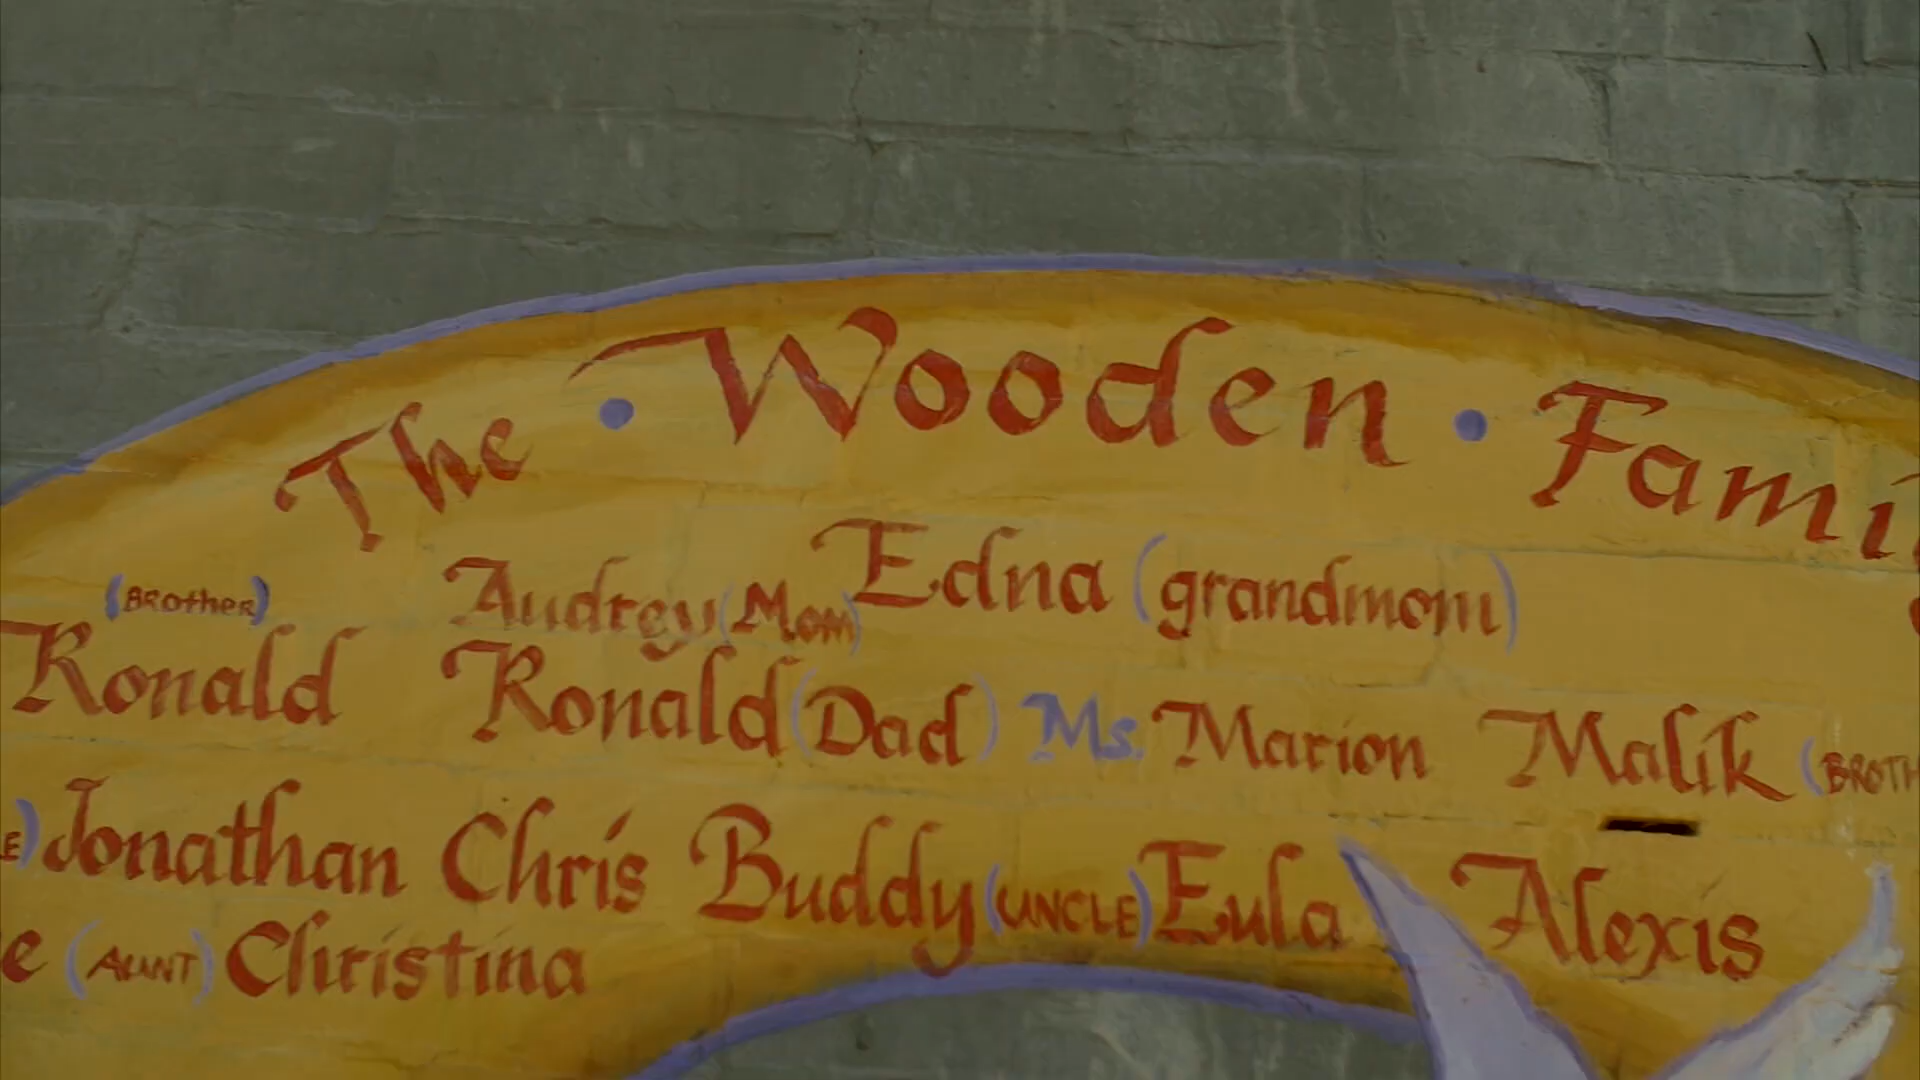 The · Wooden · Famil
Edna (grandmom)
(BROther) Audrey (Mom)
Ronald Ronald (Dad) Ms. Marion Malik (BROTH
E) Jonathan Chris Buddy (UNCLE) Eula Alexis
e (AUNT) Christina